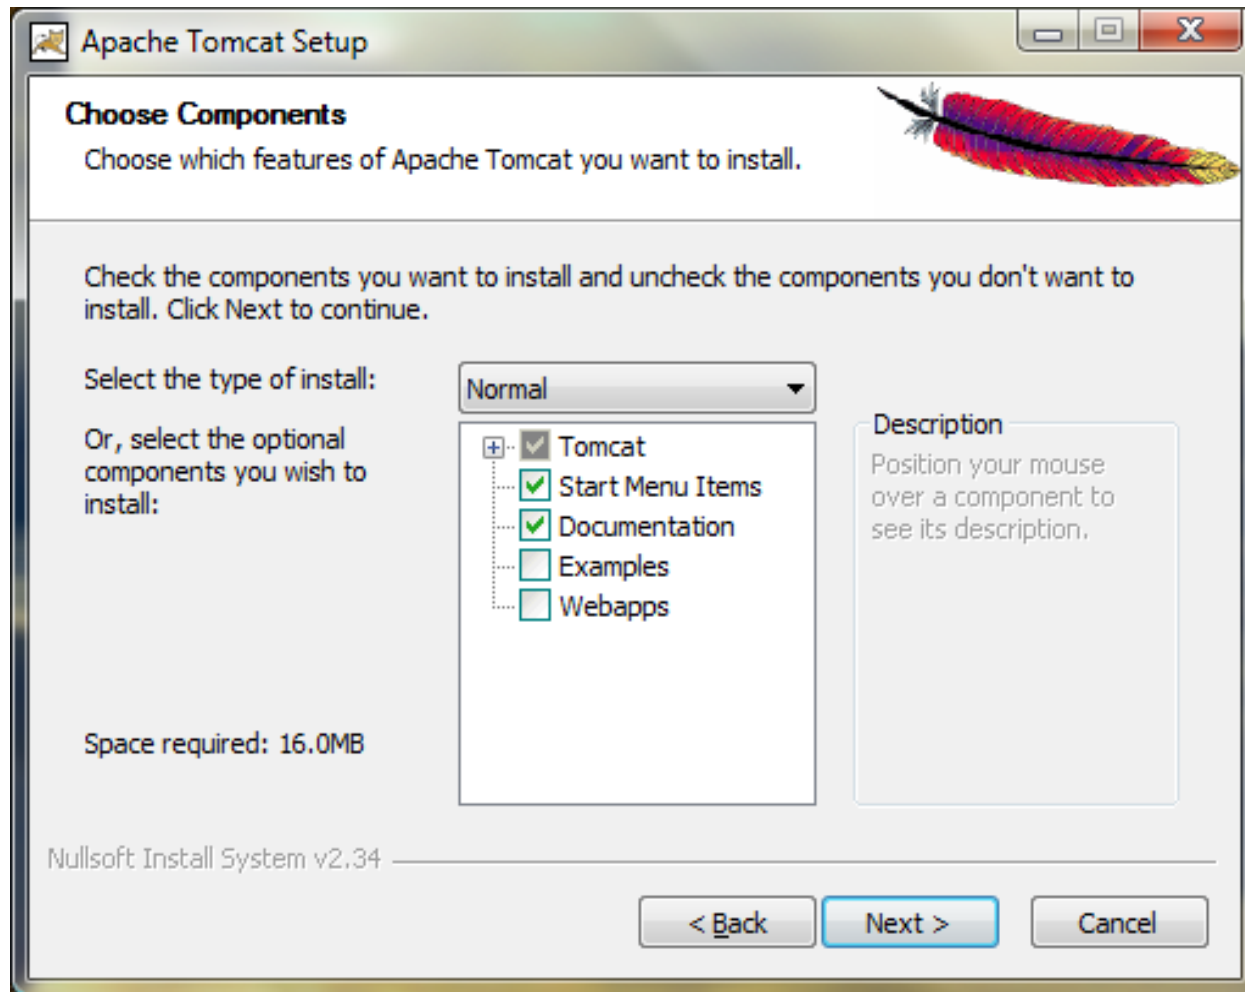 Apache Tomcat Setup
Choose Components
Choose which features of Apache Tomcat you want to install.
Check the components you want to install and uncheck the components you don't want to
install. Click Next to continue.
Select the type of install:
Normal
Or, select the optional
components you wish to
install:
Tomcat
Start Menu Items
Documentation
Examples
Webapps
Description
Position your mouse
over a component to
see its description.
Space required: 16.0MB
Nullsoft Install System v2.34
< Back
Next >
Cancel